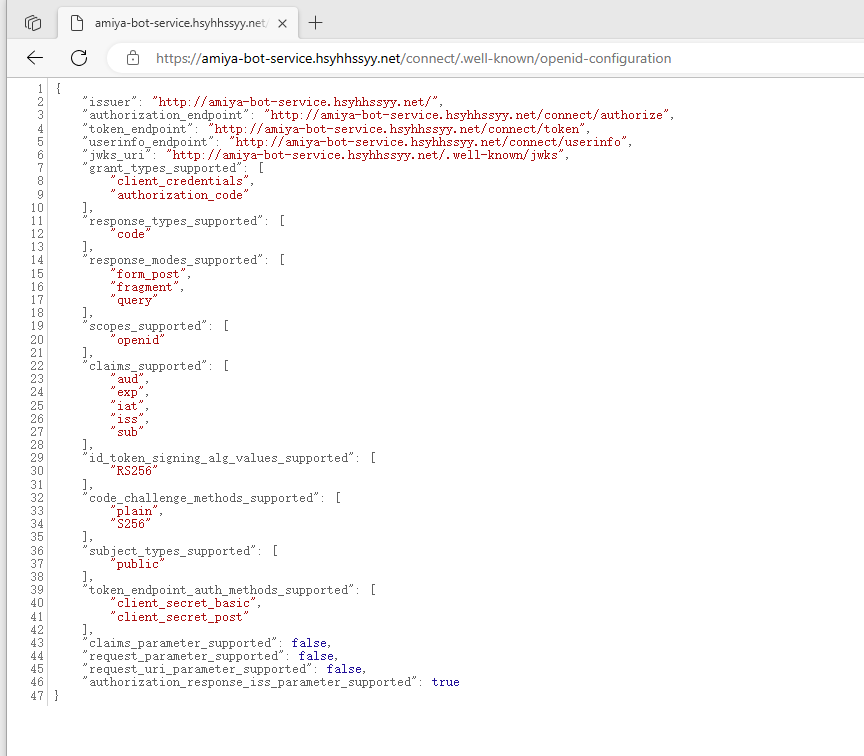 amiya-bot-service.hsyhhssyy.net/
https://amiya-bot-service.hsyhhssyy.net/connect/.well-known/openid-configuration
1 {
2 "issuer": "http://amiya-bot-service.hsyhhssyy.net/",
3 "authorization_endpoint": "http://amiya-bot-service.hsyhhssyy.net/connect/authorize",
4 "token_endpoint": "http://amiya-bot-service.hsyhhssyy.net/connect/token",
5 "userinfo_endpoint": "http://amiya-bot-service.hsyhhssyy.net/connect/userinfo",
6 "jwks_uri": "http://amiya-bot-service.hsyhhssyy.net/.well-known/jwks",
7 "grant_types_supported": [
8 "client_credentials",
9 "authorization_code"
10 ],
11 "response_types_supported": [
12 "code"
13 ],
14 "response_modes_supported": [
15 "form_post",
16 "fragment",
17 "query"
18 ],
19 "scopes_supported": [
20 "openid"
21 ],
22 "claims_supported": [
23 "aud",
24 "exp",
25 "iat",
26 "iss",
27 "sub"
28 ],
29 "id_token_signing_alg_values_supported": [
30 "RS256"
31 ],
32 "code_challenge_methods_supported": [
33 "plain",
34 "S256"
35 ],
36 "subject_types_supported": [
37 "public"
38 ],
39 "token_endpoint_auth_methods_supported": [
40 "client_secret_basic",
41 "client_secret_post"
42 ],
43 "claims_parameter_supported": false,
44 "request_parameter_supported": false,
45 "request_uri_parameter_supported": false,
46 "authorization_response_iss_parameter_supported": true
47 }